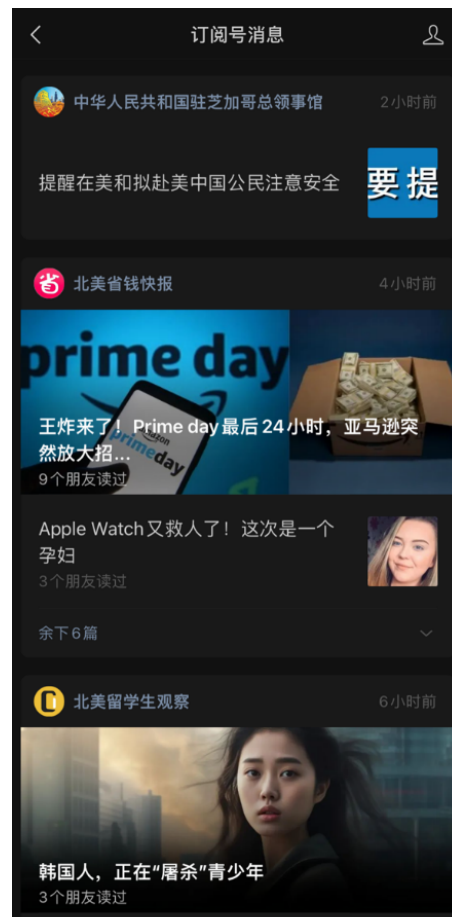 订阅号消息
中华人民共和国驻芝加哥总领事馆
2小时前
提醒在美和拟赴美中国公民注意安全
要提
省
北美省钱快报
4小时前
prime day
amazon
primeday
王炸来了！Prime day最后24小时，亚马逊突
然放大招...
9个朋友读过
Apple Watch又救人了！这次是一个
孕妇
3个朋友读过
余下6篇
北美留学生观察
6小时前
韩国人，正在“屠杀”青少年
3个朋友读过